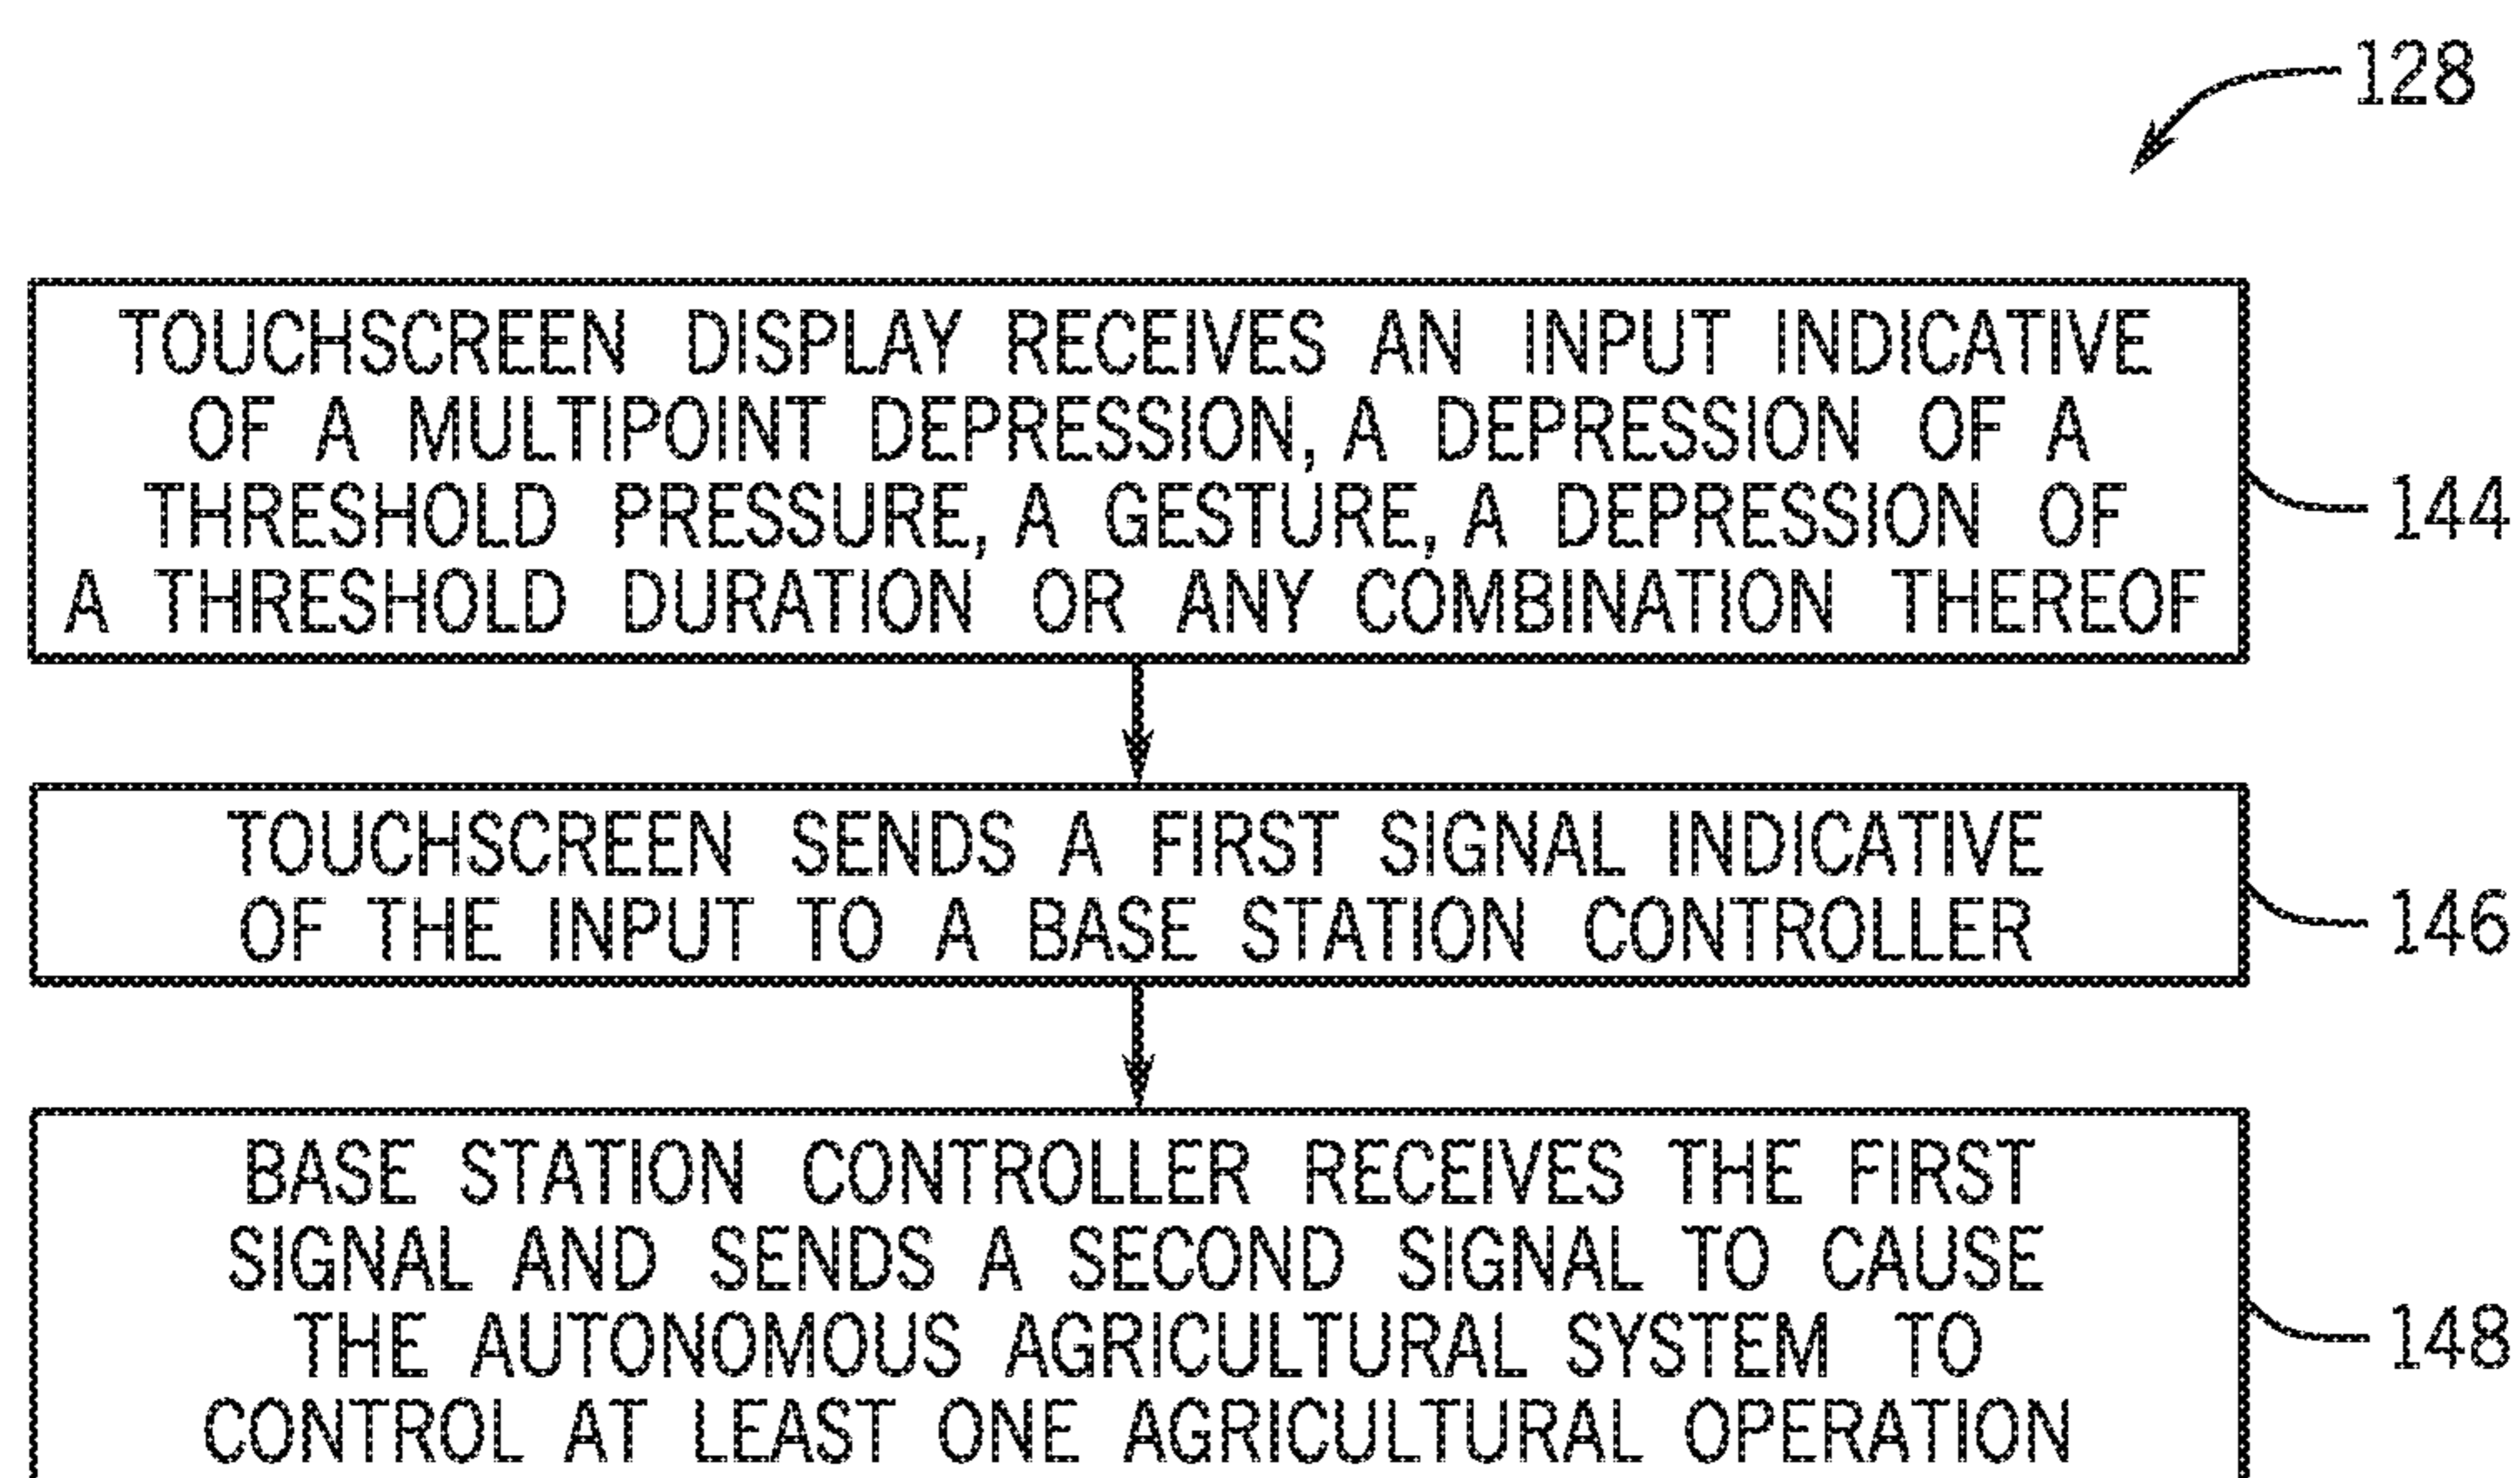 128
TOUCHSCREEN DISPLAY RECEIVES AN INPUT INDICATIVE
OF A MULTIPOINT DEPRESSION, A DEPRESSION OF A
THRESHOLD PRESSURE, A GESTURE, A DEPRESSION OF
A THRESHOLD DURATION OR ANY COMBINATION THEREOF
144
TOUCHSCREEN SENDS A FIRST SIGNAL INDICATIVE
OF THE INPUT TO A BASE STATION CONTROLLER
146
BASE STATION CONTROLLER RECEIVES THE FIRST
SIGNAL AND SENDS A SECOND SIGNAL TO CAUSE
THE AUTONOMOUS AGRICULTURAL SYSTEM TO
CONTROL AT LEAST ONE AGRICULTURAL OPERATION
148